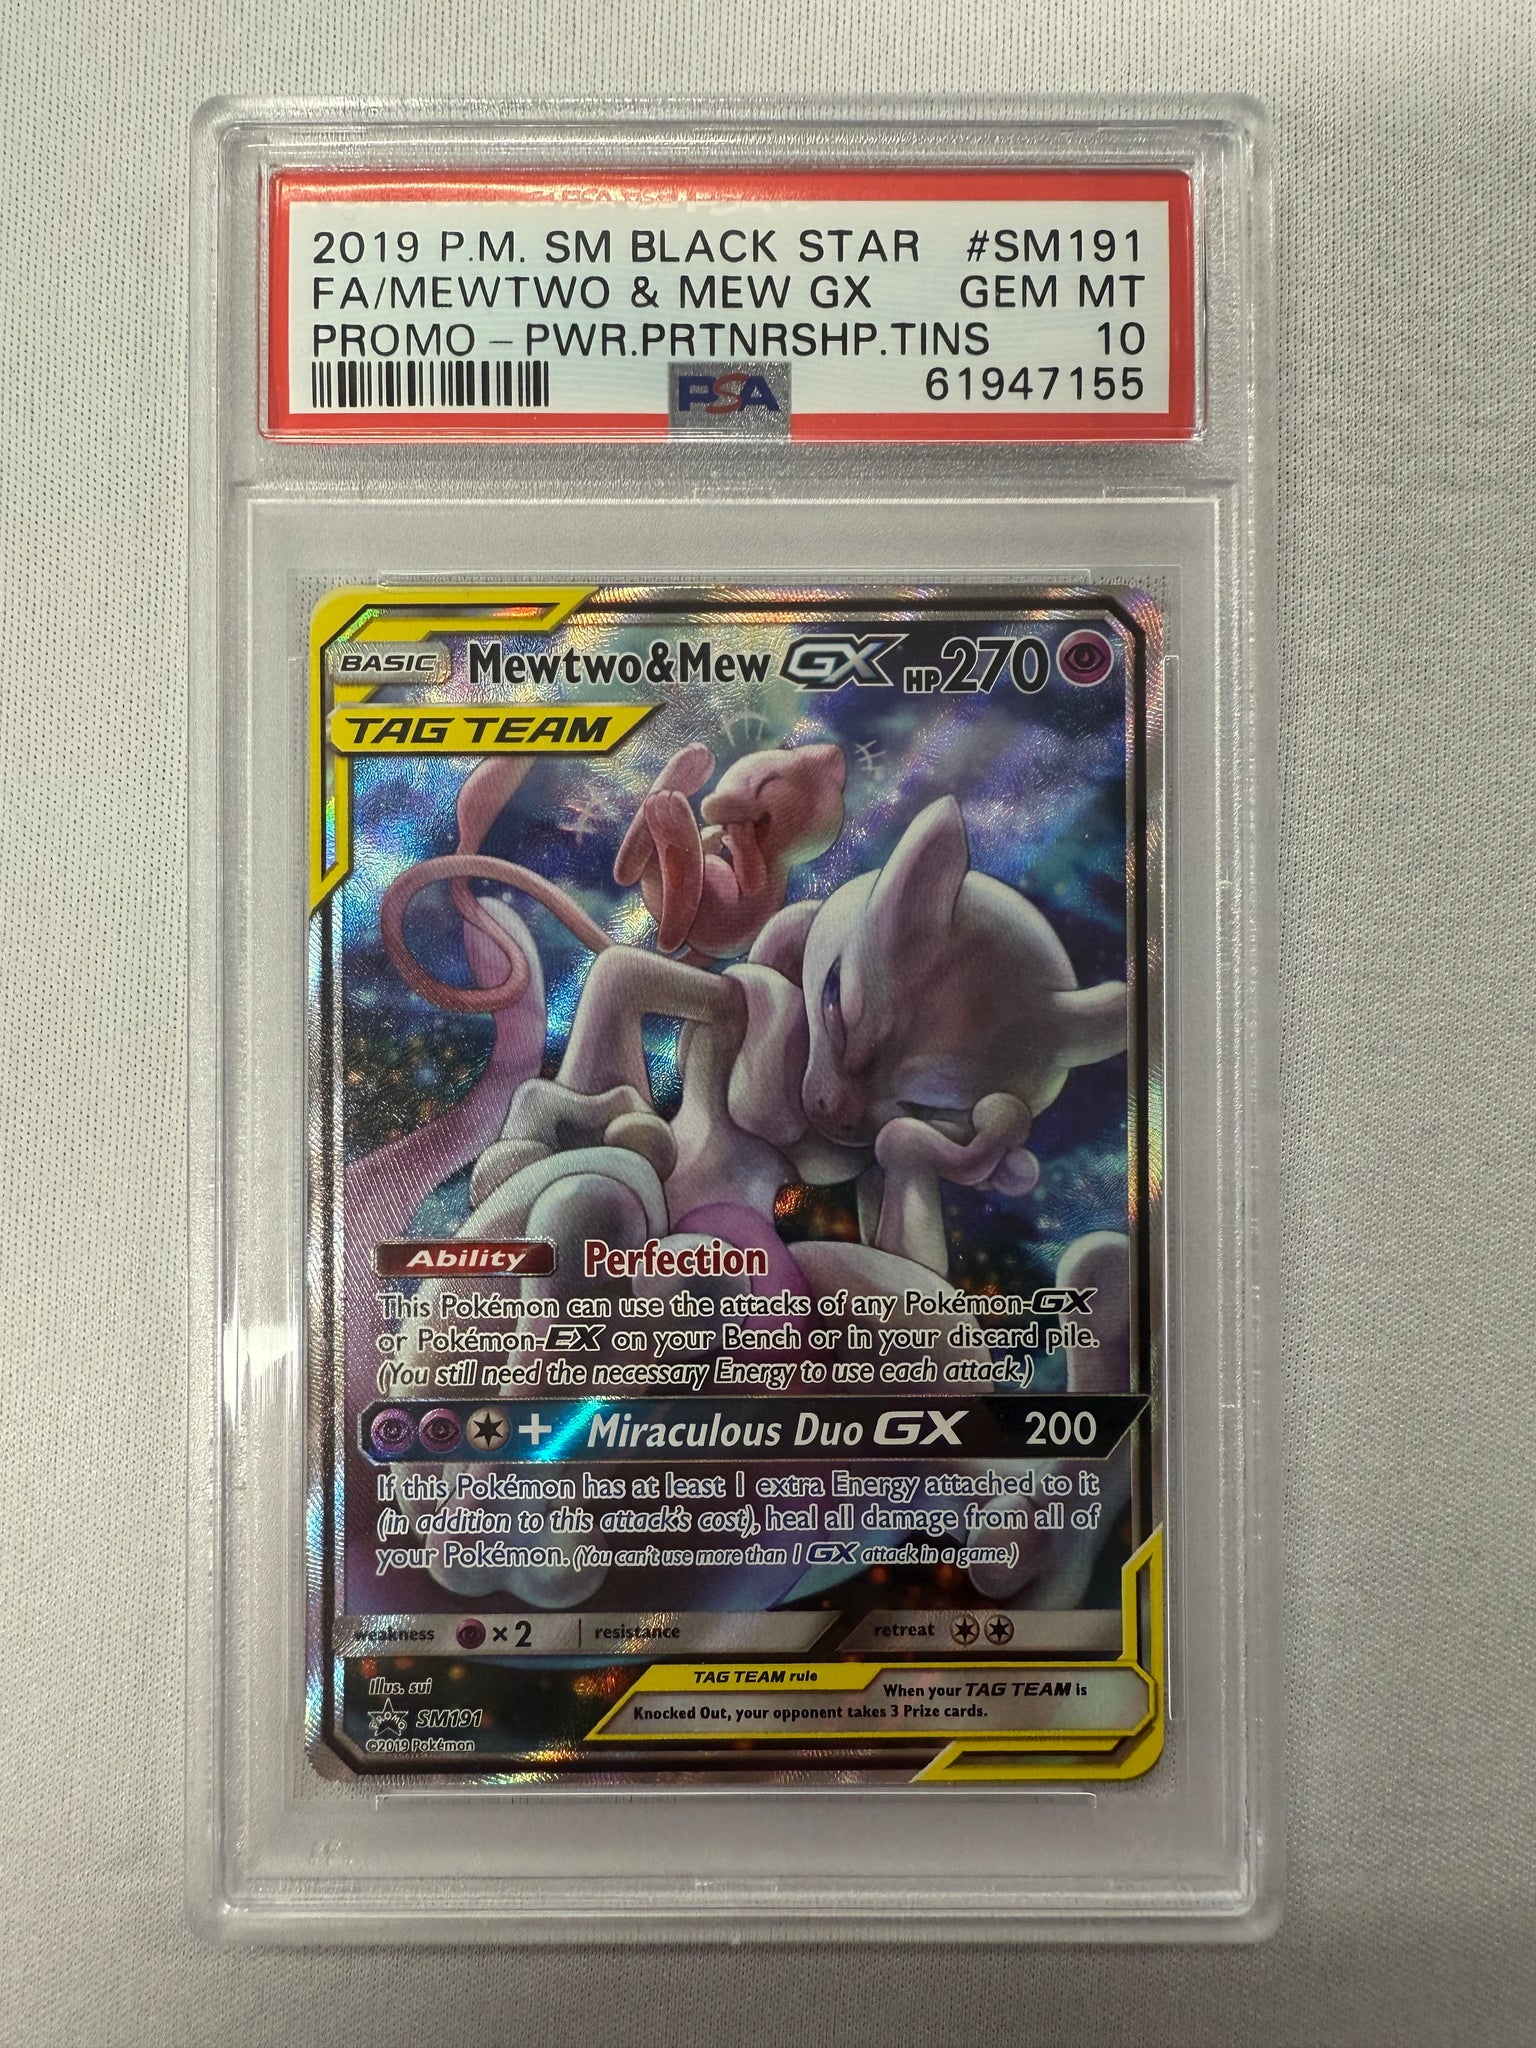 2019 P.M. SM BLACK STAR #SM191
FA/MEWTWO & MEW GX GEM MT
PROMO - PWR.PRTNRSHP.TINS 10
PSA 61947155
BASIC Mewtwo&Mew GX HP270
TAG TEAM
Ability Perfection
This Pokémon can use the attacks of any Pokémon-GX
or Pokémon-EX on your Bench or in your discard pile.
(You still need the necessary Energy to use each attack.)
+ Miraculous Duo GX 200
If this Pokémon has at least 1 extra Energy attached to it
(in addition to this attack's cost), heal all damage from all of
your Pokémon. (You can't use more than 1 GX attack in a game.)
weakness ×2 resistance retreat
TAG TEAM rule
When your TAG TEAM is
Knocked Out, your opponent takes 3 Prize cards.
Illus. sui
PROMO SM191
©2019 Pokémon